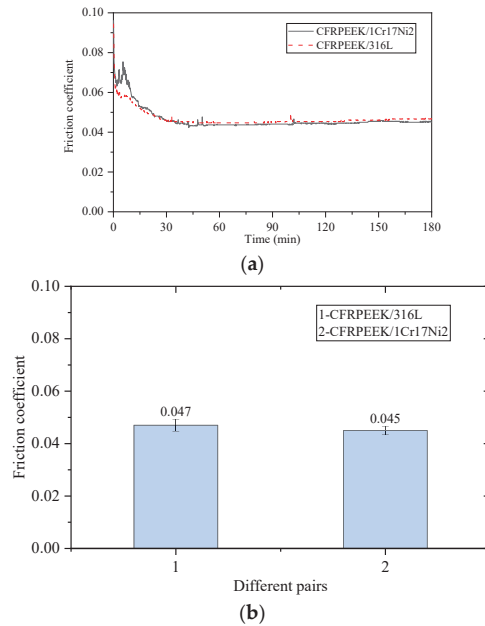 0.10
0.08
0.06
0.04
0.02
0.00
Friction coefficient
CFRPEEK/1Cr17Ni2
CFRPEEK/316L
0 30 60 90 120 150 180
Time (min)
(a)
0.10
0.08
0.06
0.04
0.02
0.00
Friction coefficient
1-CFRPEEK/316L
2-CFRPEEK/1Cr17Ni2
0.047 0.045
1 2
Different pairs
(b)